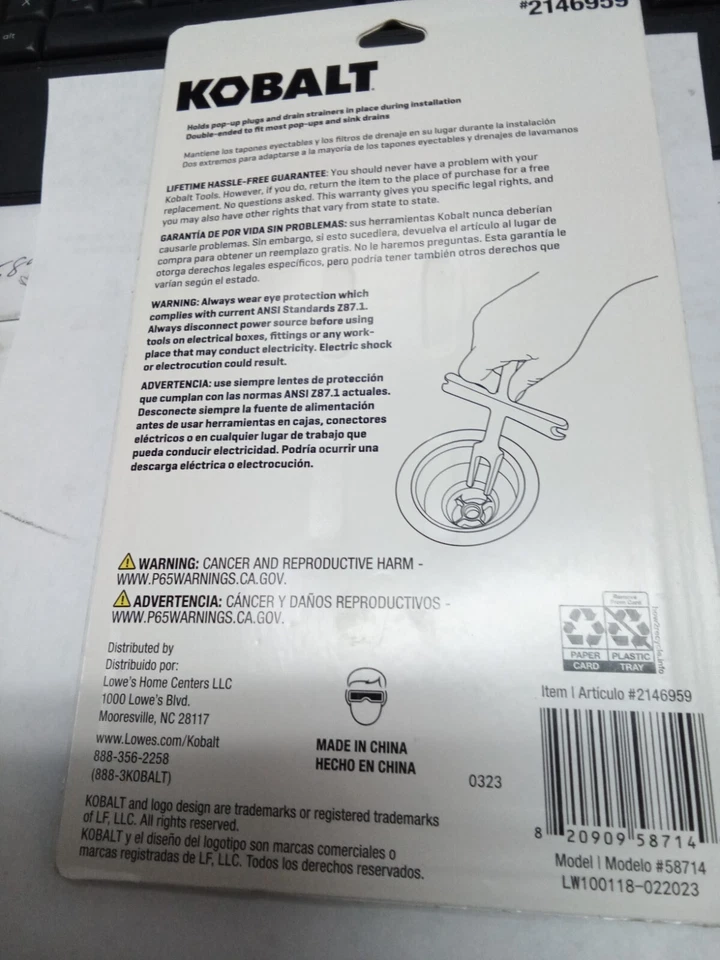 alt
#2146959
KOBALT
Holds pop-up plugs and drain strainers in place during installation
Double-ended to fit most pop-ups and sink drains
Mantiene los tapones eyectables y los filtros de drenaje en su lugar durante la instalación
Dos extremos para adaptarse a la mayoría de los tapones eyectables y drenajes de lavamanos
LIFETIME HASSLE-FREE GUARANTEE: You should never have a problem with your
Kobalt Tools. However, if you do, return the item to the place of purchase for a free
replacement. No questions asked. This warranty gives you specific legal rights, and
you may also have other rights that vary from state to state.
GARANTÍA DE POR VIDA SIN PROBLEMAS: sus herramientas Kobalt nunca deberían
causarle problemas. Sin embargo, si esto sucediera, devuelva el artículo al lugar de
compra para obtener un reemplazo gratis. No le haremos preguntas. Esta garantía le
otorga derechos legales específicos, pero podría tener también otros derechos que
varían según el estado.
WARNING: Always wear eye protection which
complies with current ANSI Standards Z87.1.
Always disconnect power source before using
tools on electrical boxes, fittings or any work-
place that may conduct electricity. Electric shock
or electrocution could result.
ADVERTENCIA: use siempre lentes de protección
que cumplan con las normas ANSI Z87.1 actuales.
Desconecte siempre la fuente de alimentación
antes de usar herramientas en cajas, conectores
eléctricos o en cualquier lugar de trabajo que
pueda conducir electricidad. Podría ocurrir una
descarga eléctrica o electrocución.
WARNING: CANCER AND REPRODUCTIVE HARM -
WWW.P65WARNINGS.CA.GOV.
ADVERTENCIA: CÁNCER Y DAÑOS REPRODUCTIVOS -
WWW.P65WARNINGS.CA.GOV.
Distributed by
Distribuido por:
Lowe's Home Centers LLC
1000 Lowe's Blvd.
Mooresville, NC 28117
www.Lowes.com/Kobalt
888-356-2258
(888-3KOBALT)
MADE IN CHINA
HECHO EN CHINA
0323
Remove
From Card
PAPER PLASTIC
CARD TRAY
how2recycle.info
Item | Artículo #2146959
8 20909 58714
Model | Modelo #58714
LW100118-022023
KOBALT and logo design are trademarks or registered trademarks
of LF, LLC. All rights reserved.
KOBALT y el diseño del logotipo son marcas comerciales o
marcas registradas de LF, LLC. Todos los derechos reservados.